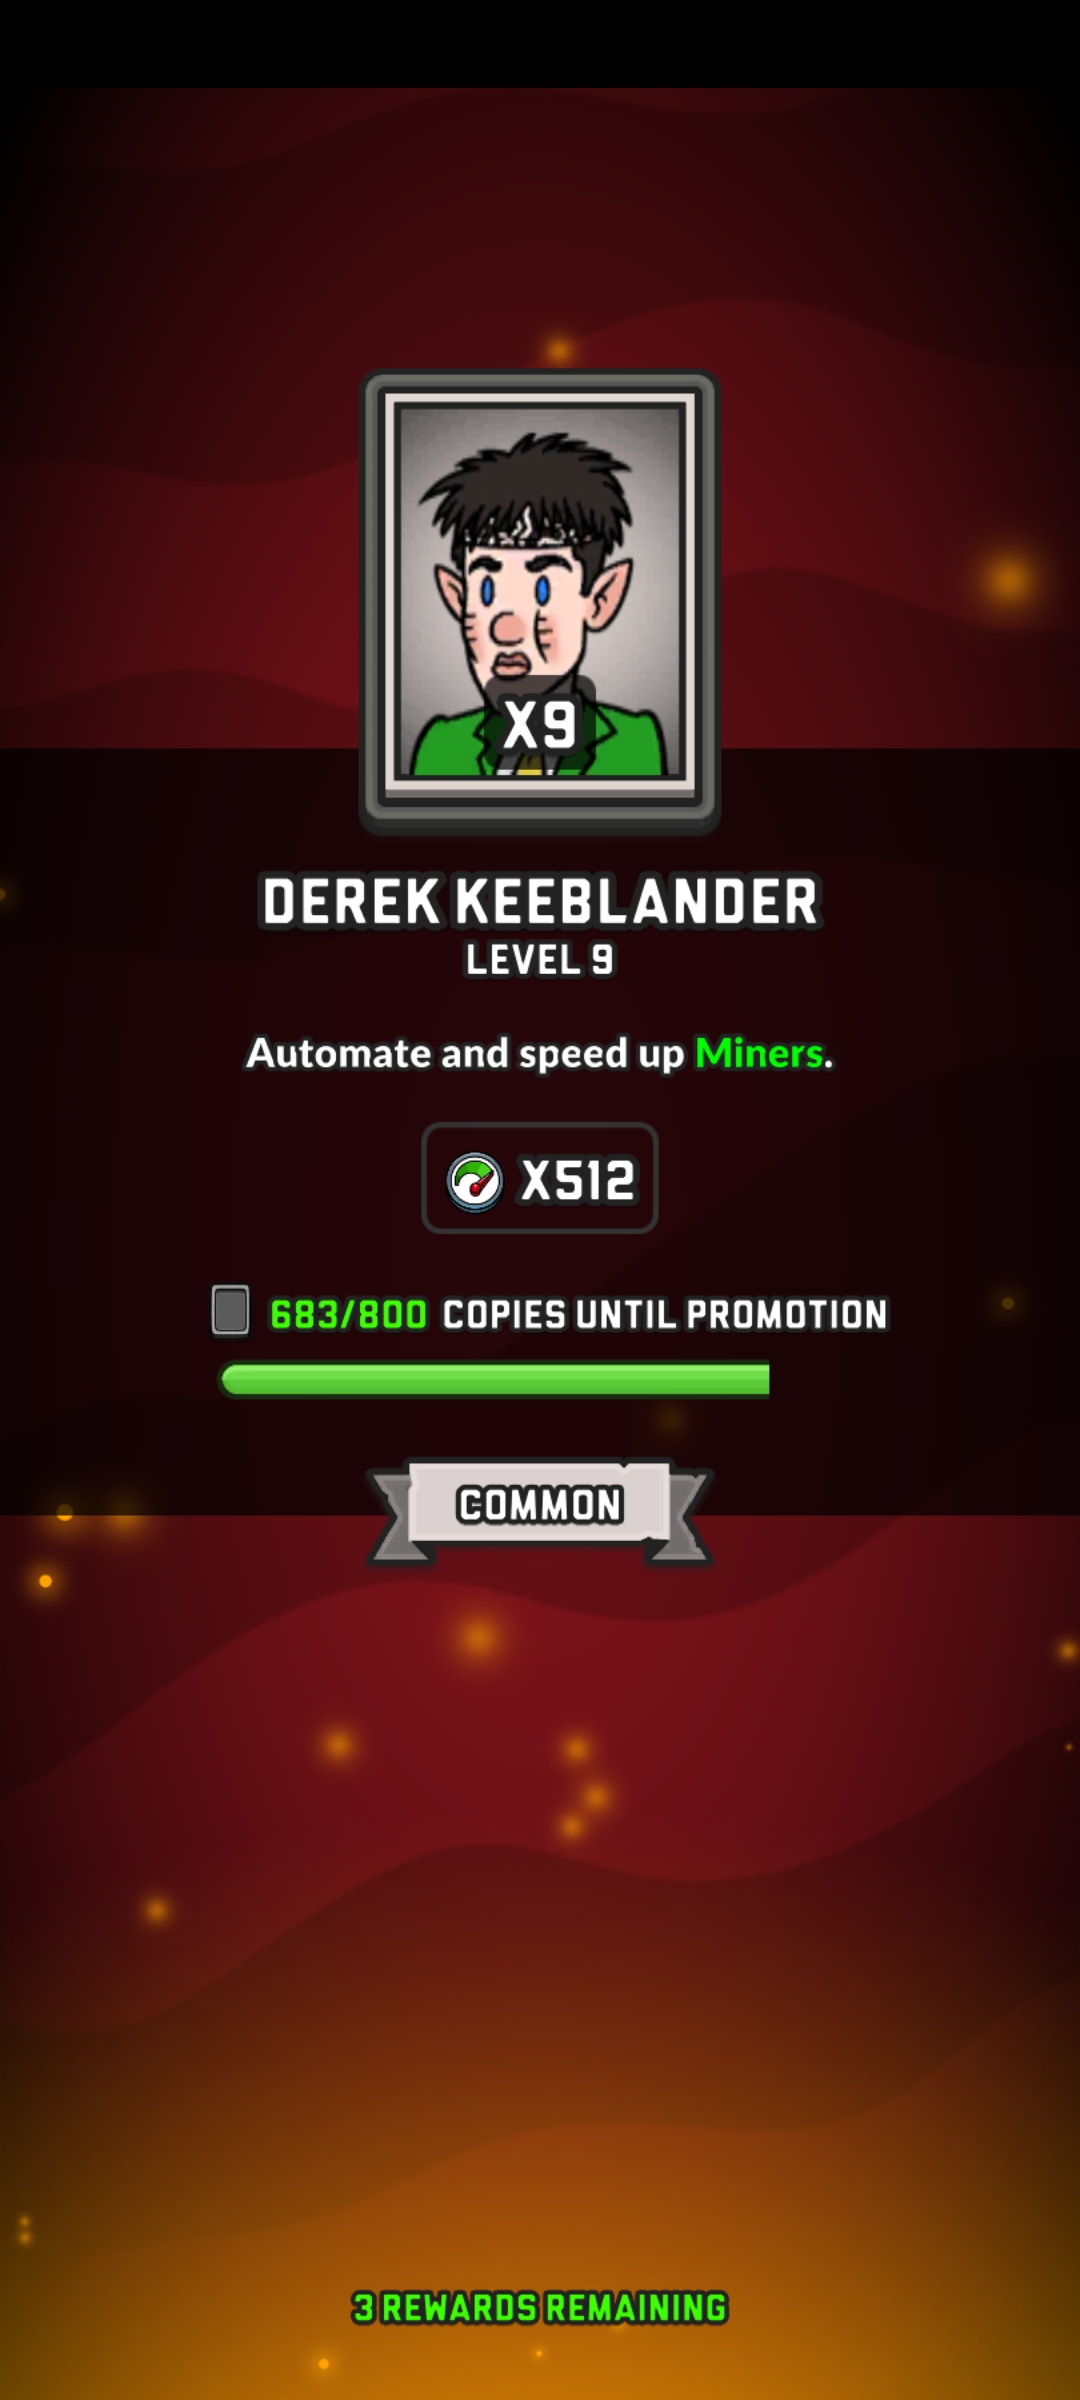 X9
DEREK KEEBLANDER
LEVEL 9
Automate and speed up Miners.
X512
683/800 COPIES UNTIL PROMOTION
COMMON
3 REWARDS REMAINING